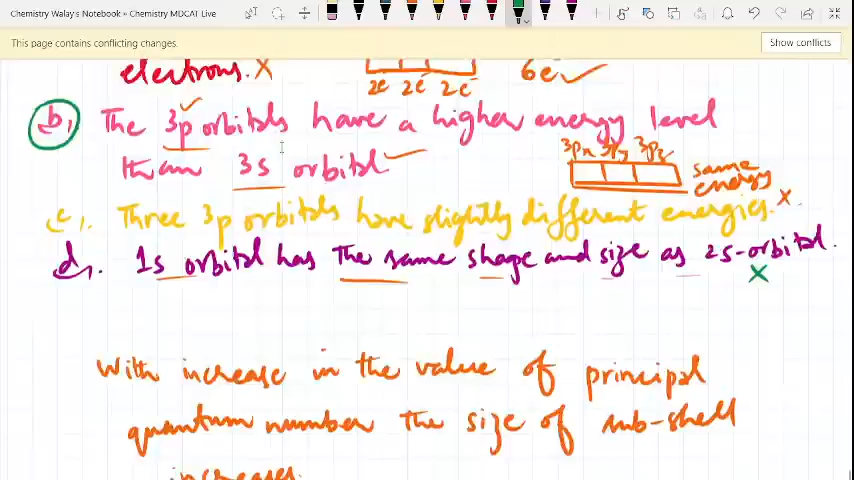 Chemistry Walay's Notebook » Chemistry MDCAT Live
This page contains conflicting changes.
Show conflicts
electrons. X
2e⁻ 2e⁻ 2e⁻
6e⁻ ✓
b, The 3p orbitals have a higher energy level
than 3s orbital ✓
3px 3py 3pz
same
energy
c, Three 3p orbitals have slightly different energies. X
d, 1s orbital has the same shape and size as 2s-orbital.
X
With increase in the value of principal
quantum number the size of sub-shell
increases.